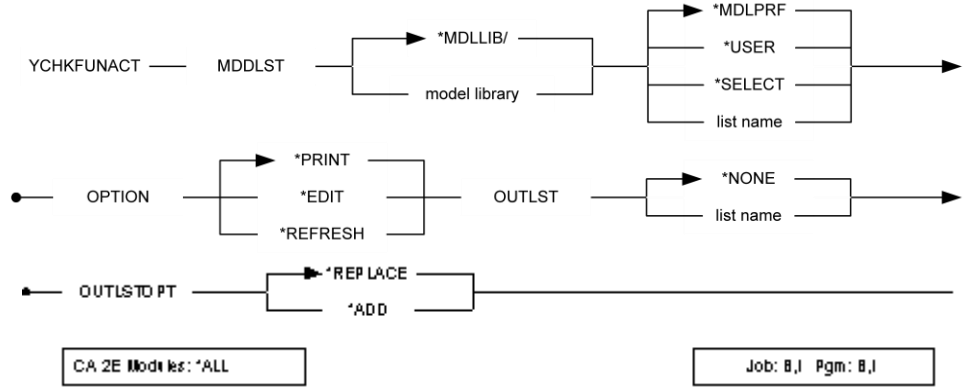 *MDLPRF
*MDLLIB/
*USER
YCHKFUNACT
MDDLST
*SELECT
model library
list name
*PRINT
*NONE
OPTION
*EDIT
OUTLST
list name
*REFRESH
*REPLACE
OUTLSTOPT
*ADD
CA 2E Modules: *ALL
Job: B,I Pgm: B,I